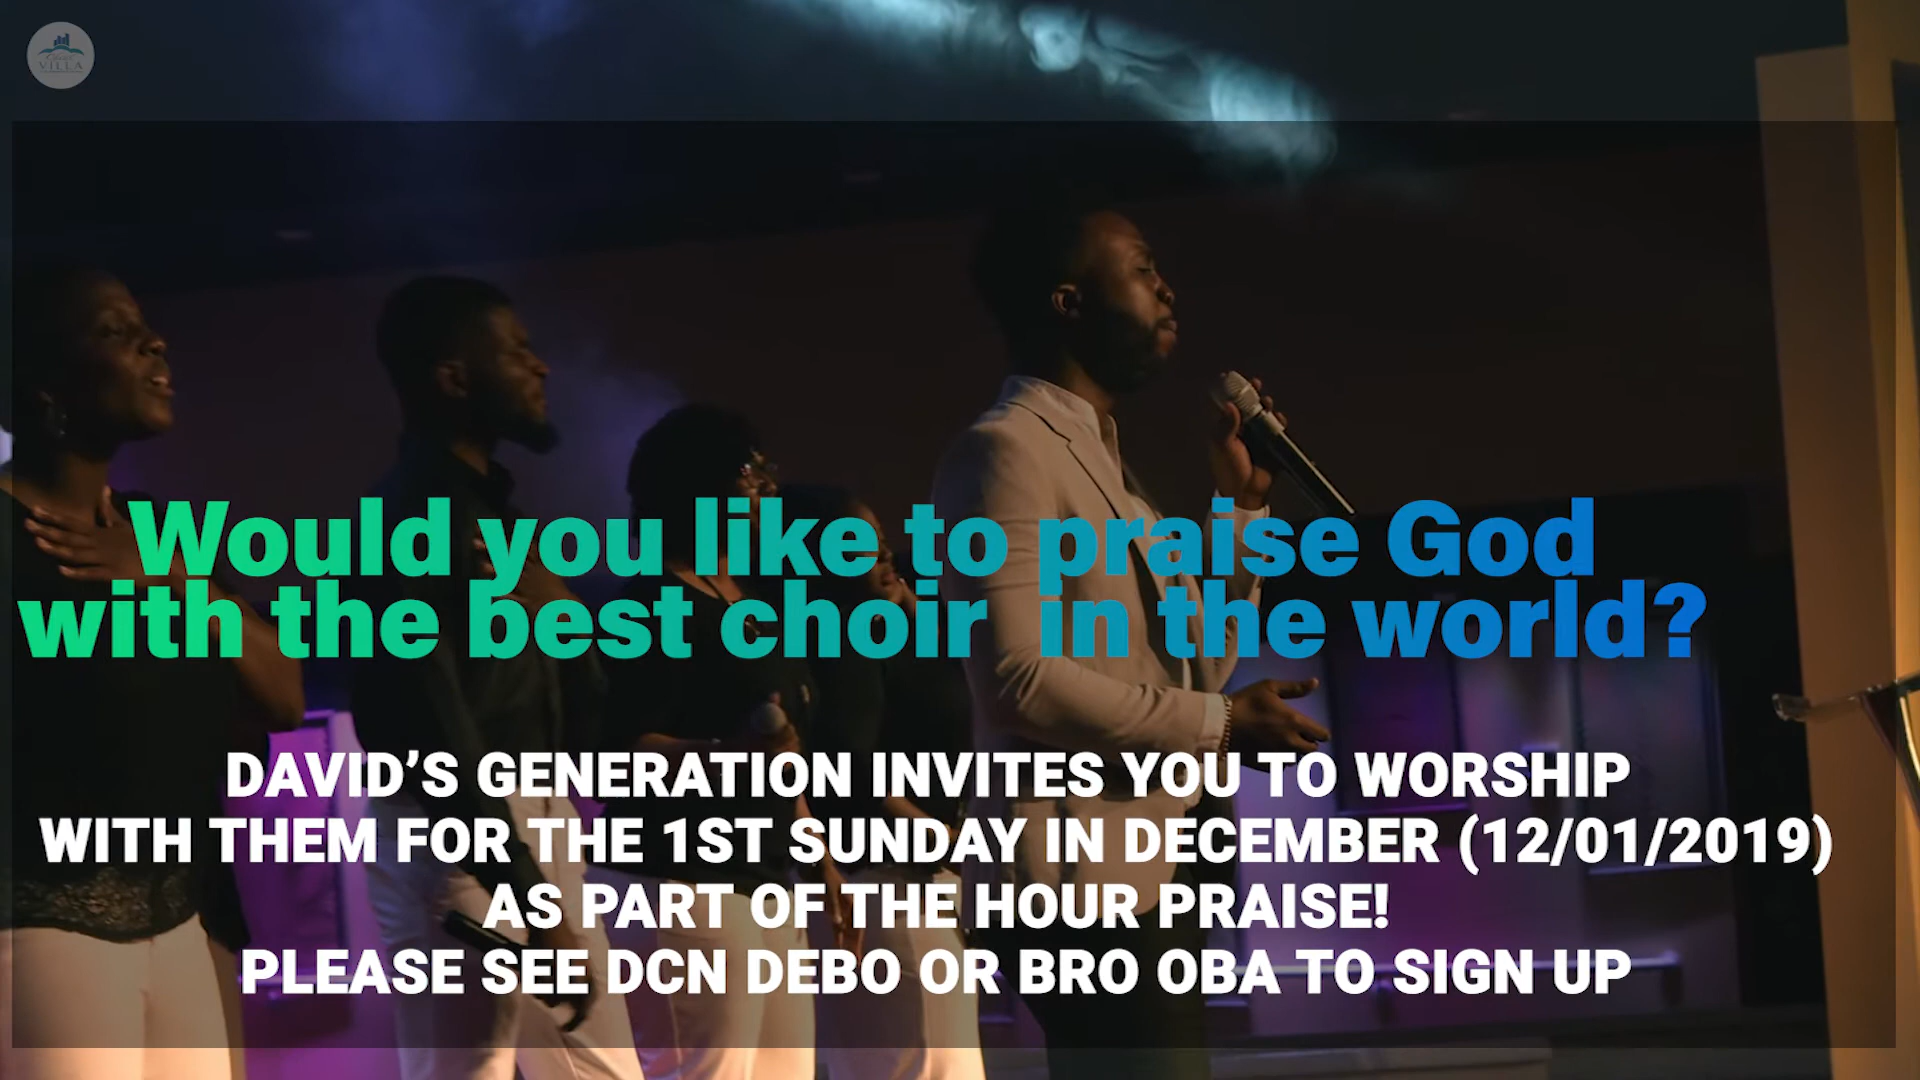 VILLA
Would you like to praise God
with the best choir in the world?
DAVID’S GENERATION INVITES YOU TO WORSHIP
WITH THEM FOR THE 1ST SUNDAY IN DECEMBER (12/01/2019)
AS PART OF THE HOUR PRAISE!
PLEASE SEE DCN DEBO OR BRO OBA TO SIGN UP